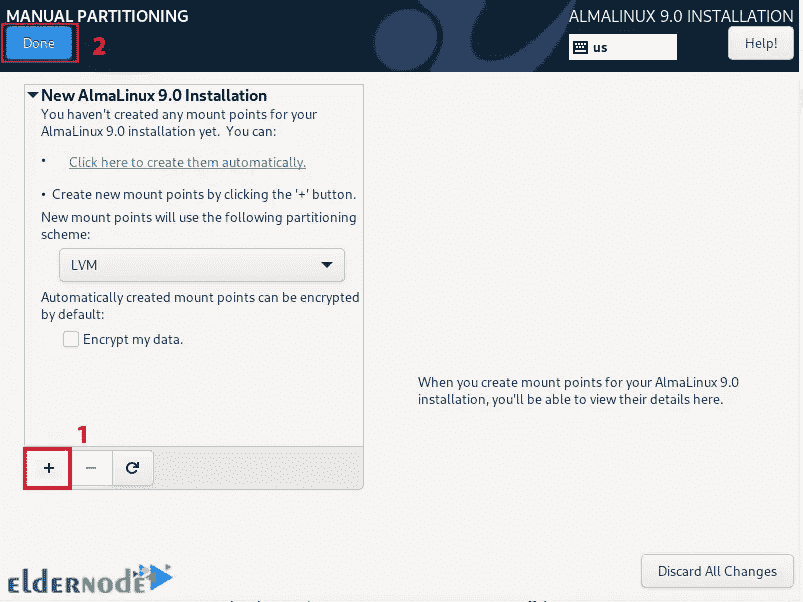 MANUAL PARTITIONING
ALMALINUX 9.0 INSTALLATION
Done
2
us
Help!
New AlmaLinux 9.0 Installation
You haven't created any mount points for your
AlmaLinux 9.0 installation yet. You can:
• Click here to create them automatically.
• Create new mount points by clicking the '+' button.
New mount points will use the following partitioning
scheme:
LVM
Automatically created mount points can be encrypted
by default:
Encrypt my data.
When you create mount points for your AlmaLinux 9.0
installation, you'll be able to view their details here.
1
+ −
eldernode
Discard All Changes